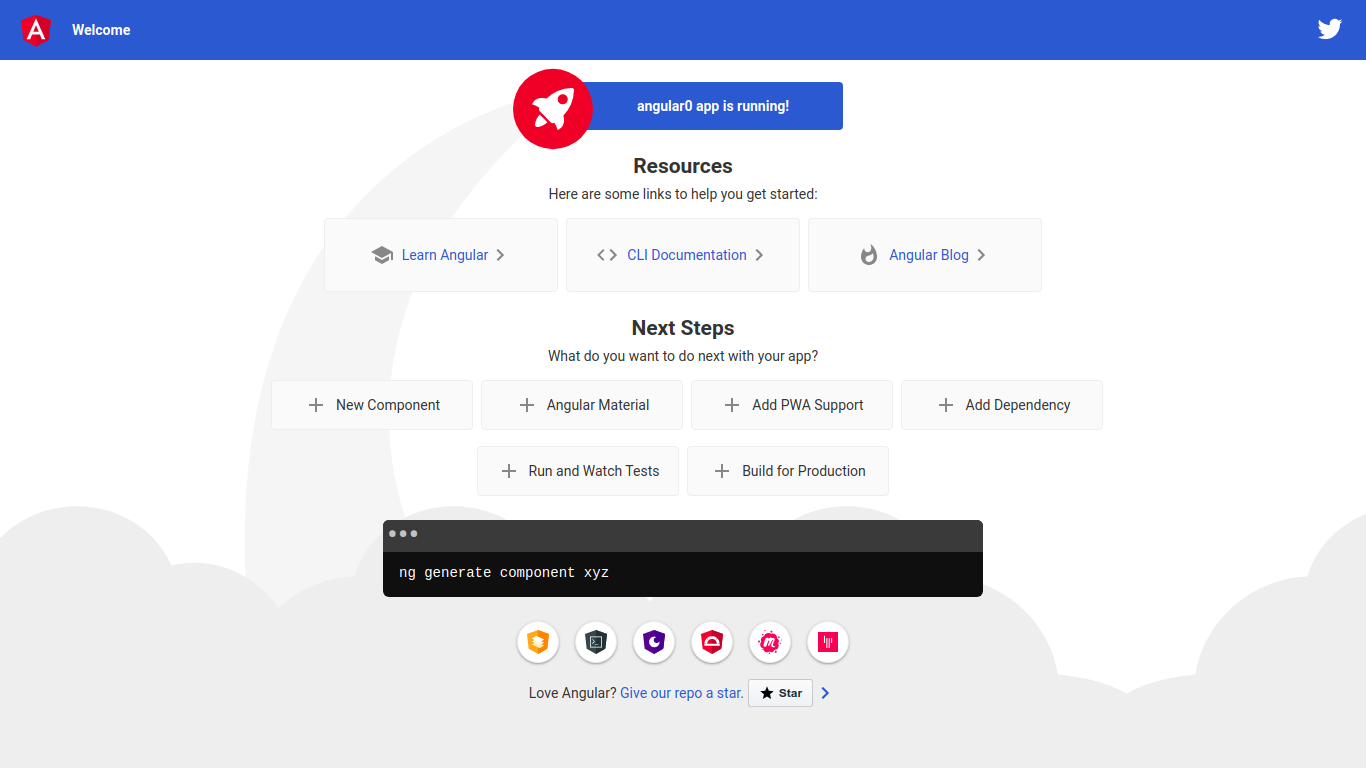 Welcome
angular0 app is running!
Resources
Here are some links to help you get started:
Learn Angular
CLI Documentation
Angular Blog
Next Steps
What do you want to do next with your app?
New Component
Angular Material
Add PWA Support
Add Dependency
Run and Watch Tests
Build for Production
ng generate component xyz
Love Angular? Give our repo a star. Star